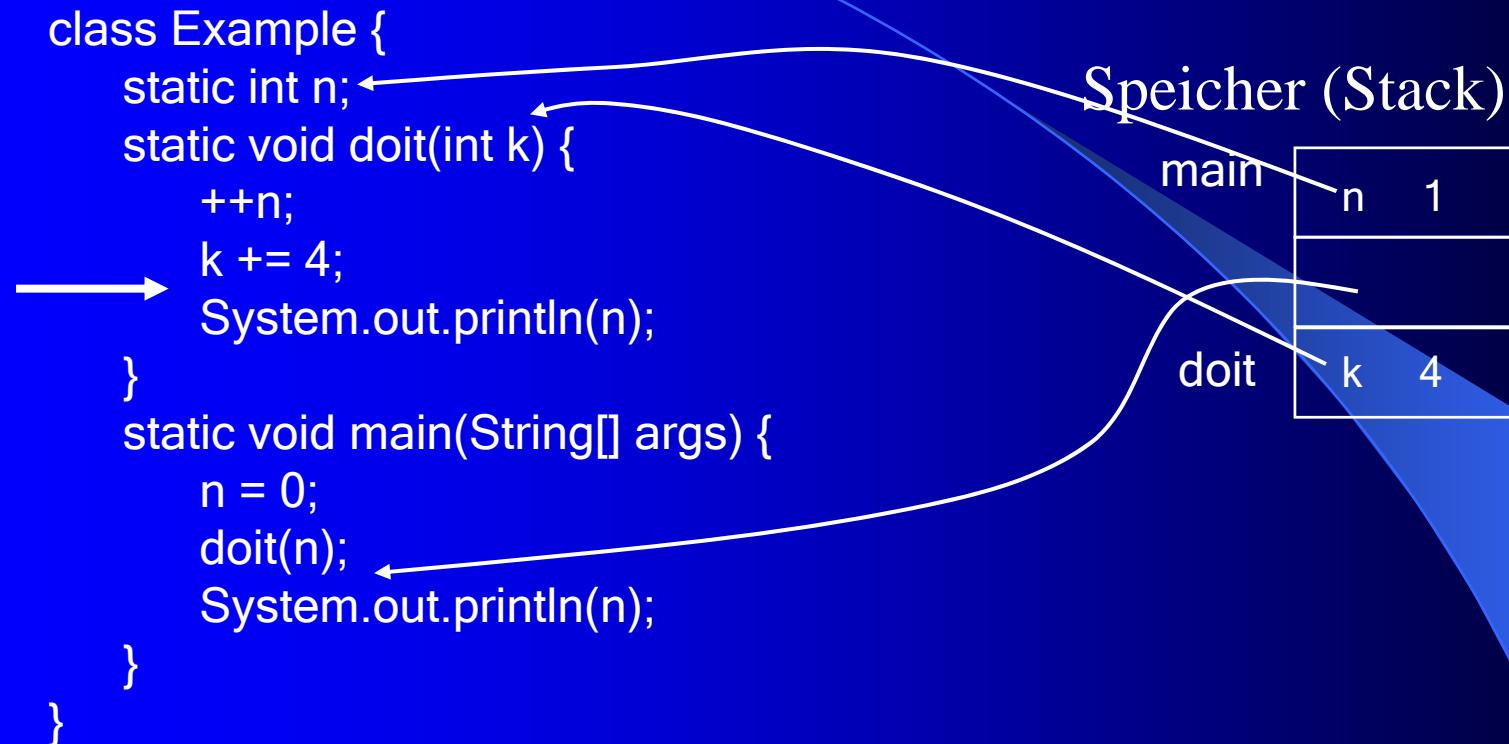 class Example {
static int n;
static void doit(int k) {
++n;
k += 4;
System.out.println(n);
}
static void main(String[] args) {
n = 0;
doit(n);
System.out.println(n);
}
}
Speicher (Stack)
main
n 1
doit
k 4